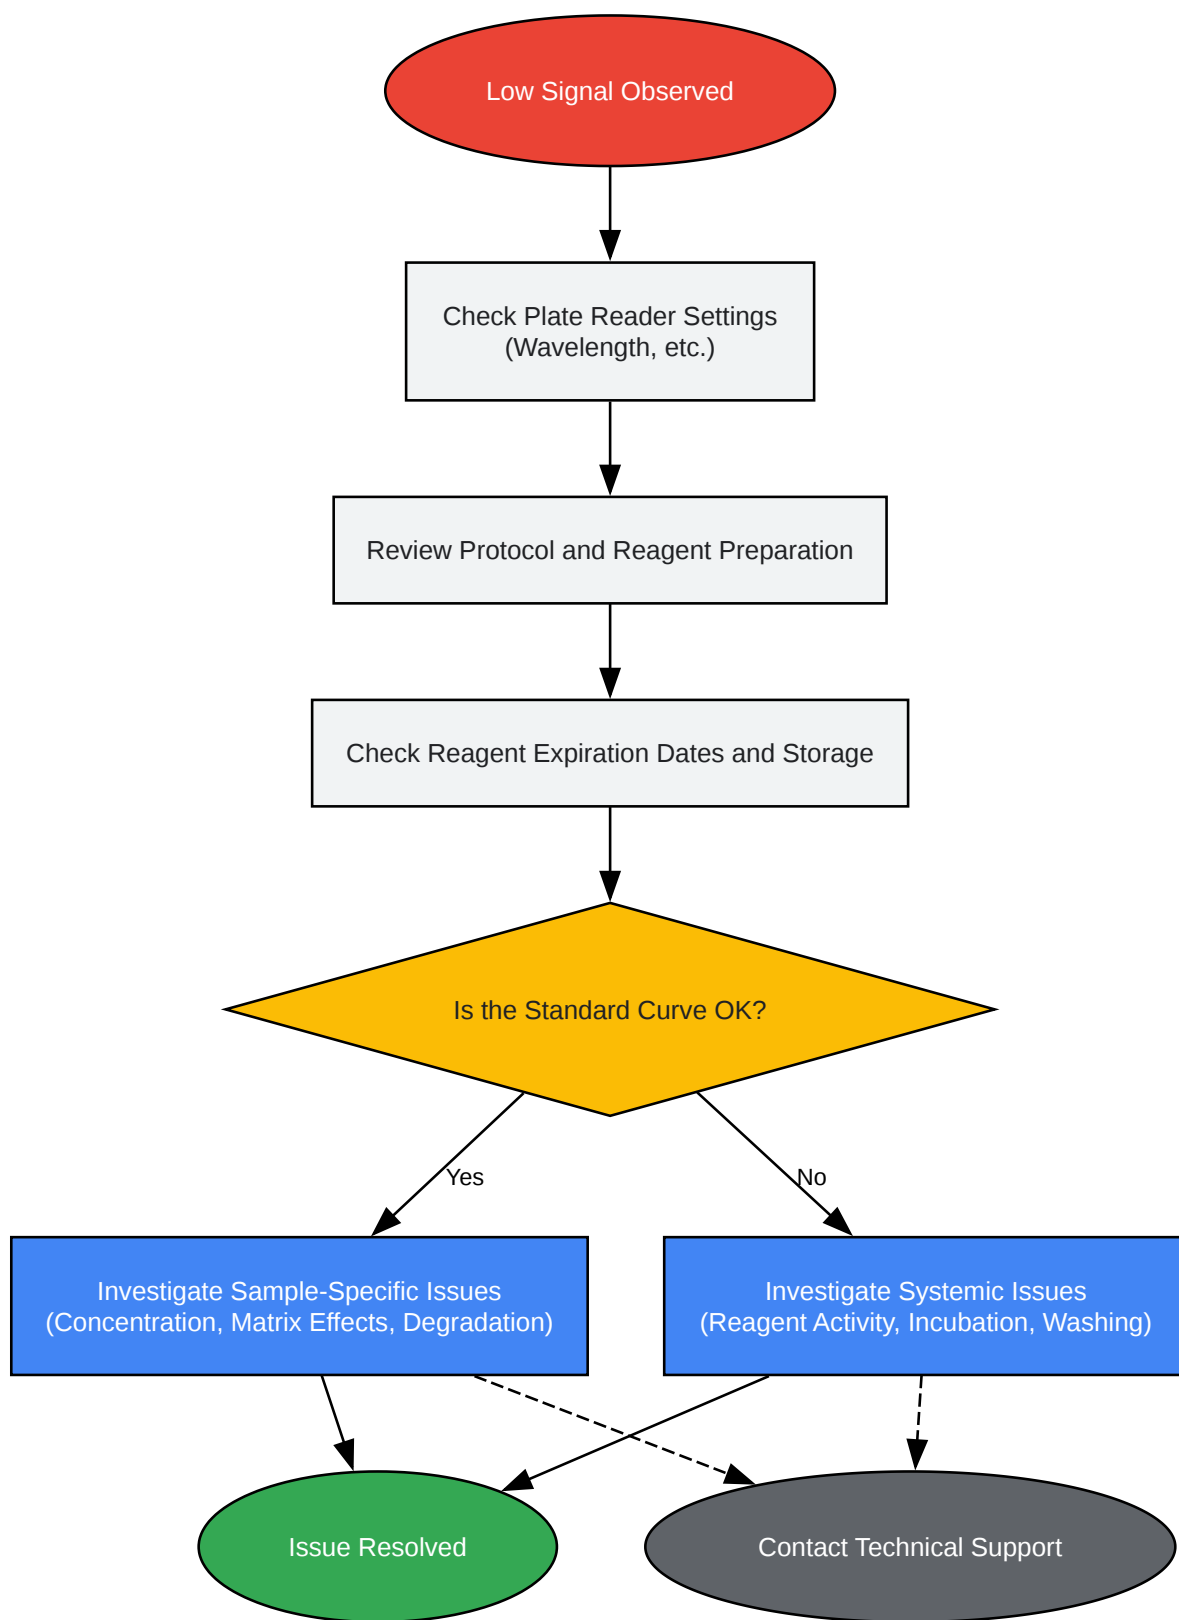 Low Signal Observed
Check Plate Reader Settings
(Wavelength, etc.)
Review Protocol and Reagent Preparation
Check Reagent Expiration Dates and Storage
Is the Standard Curve OK?
Yes
No
Investigate Sample-Specific Issues
(Concentration, Matrix Effects, Degradation)
Investigate Systemic Issues
(Reagent Activity, Incubation, Washing)
Issue Resolved
Contact Technical Support